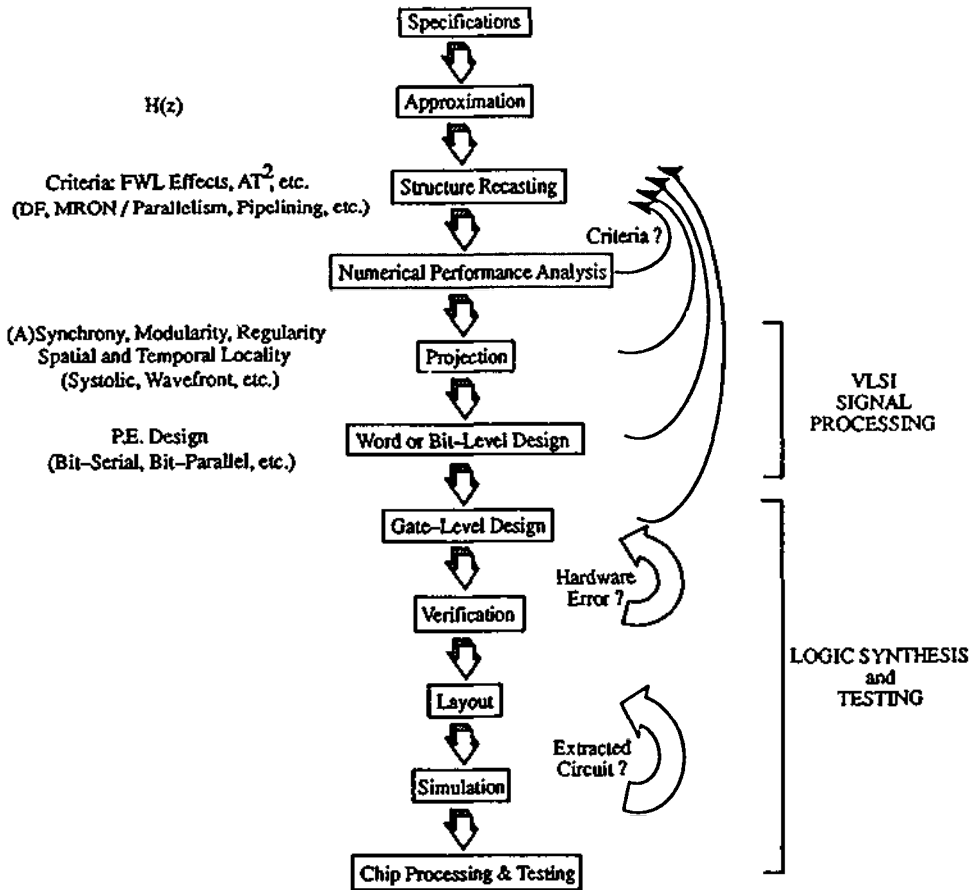 Specifications
H(z)
Approximation
Criteria: FWL Effects, AT², etc.
(DF, MRON / Parallelism, Pipelining, etc.)
Structure Recasting
Criteria ?
Numerical Performance Analysis
(A)Synchrony, Modularity, Regularity
Spatial and Temporal Locality
(Systolic, Wavefront, etc.)
Projection
VLSI
SIGNAL
PROCESSING
P.E. Design
(Bit–Serial, Bit–Parallel, etc.)
Word or Bit–Level Design
Gate–Level Design
Hardware
Error ?
Verification
LOGIC SYNTHESIS
and
TESTING
Layout
Extracted
Circuit ?
Simulation
Chip Processing & Testing